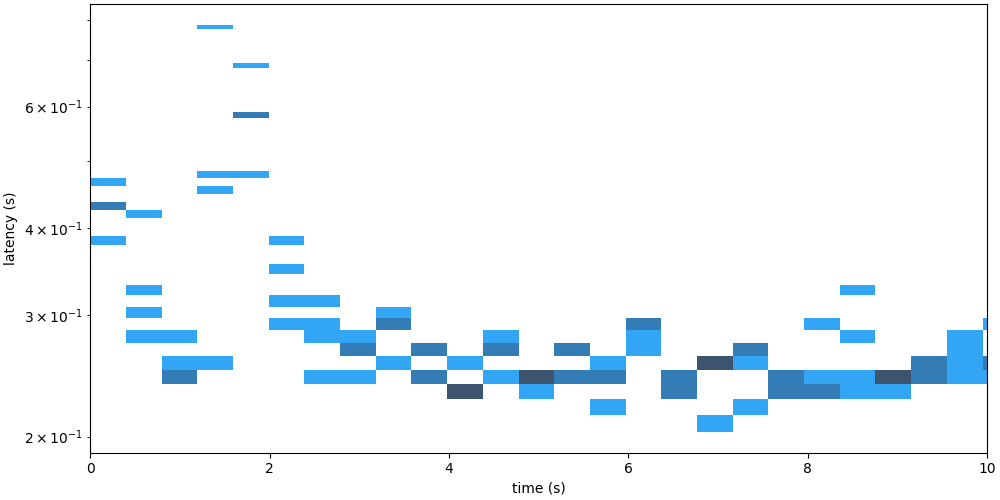 6 × 10⁻¹
4 × 10⁻¹
3 × 10⁻¹
2 × 10⁻¹
latency (s)
0 2 4 6 8 10
time (s)